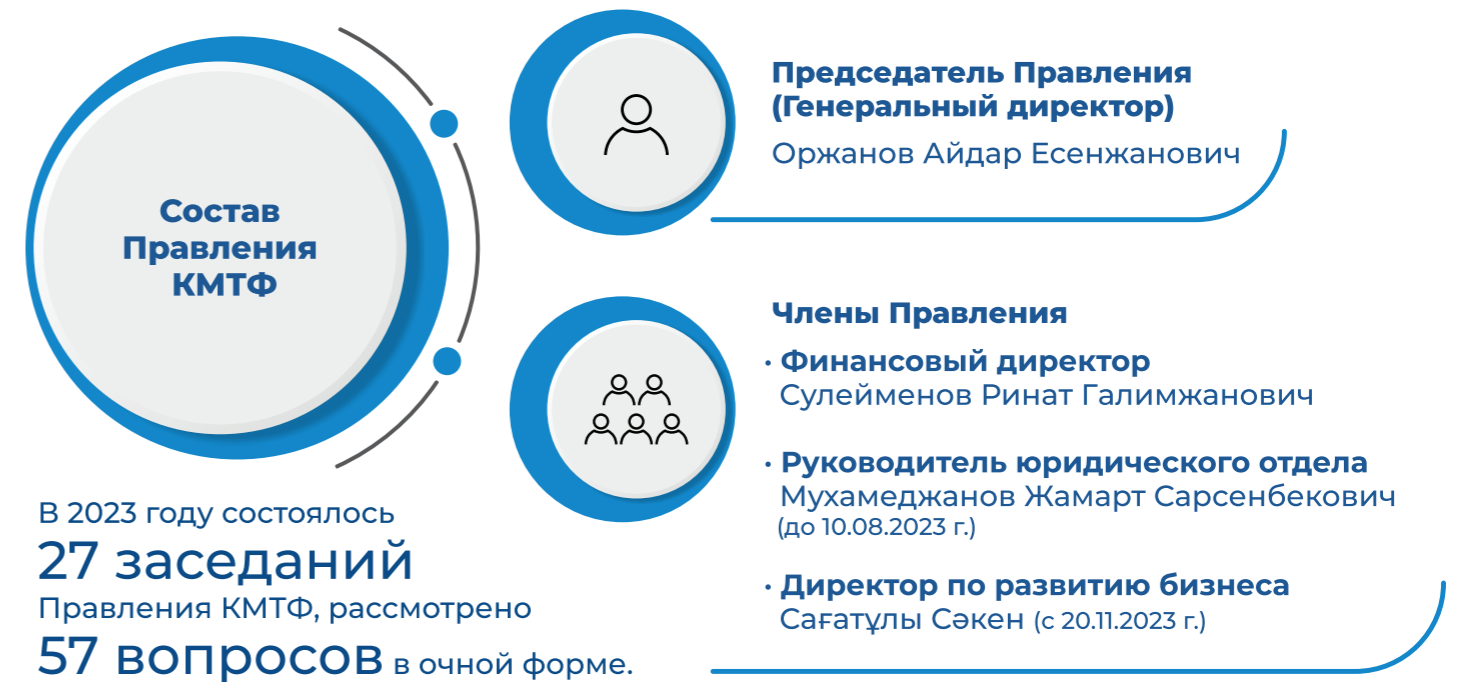 Состав
Правления
КМТФ
Председатель Правления
(Генеральный директор)
Оржанов Айдар Есенжанович
Члены Правления
· Финансовый директор
Сулейменов Ринат Галимжанович
· Руководитель юридического отдела
Мухамеджанов Жамарт Сарсенбекович
(до 10.08.2023 г.)
· Директор по развитию бизнеса
Сағатұлы Сәкен (с 20.11.2023 г.)
В 2023 году состоялось
27 заседаний
Правления КМТФ, рассмотрено
57 вопросов в очной форме.